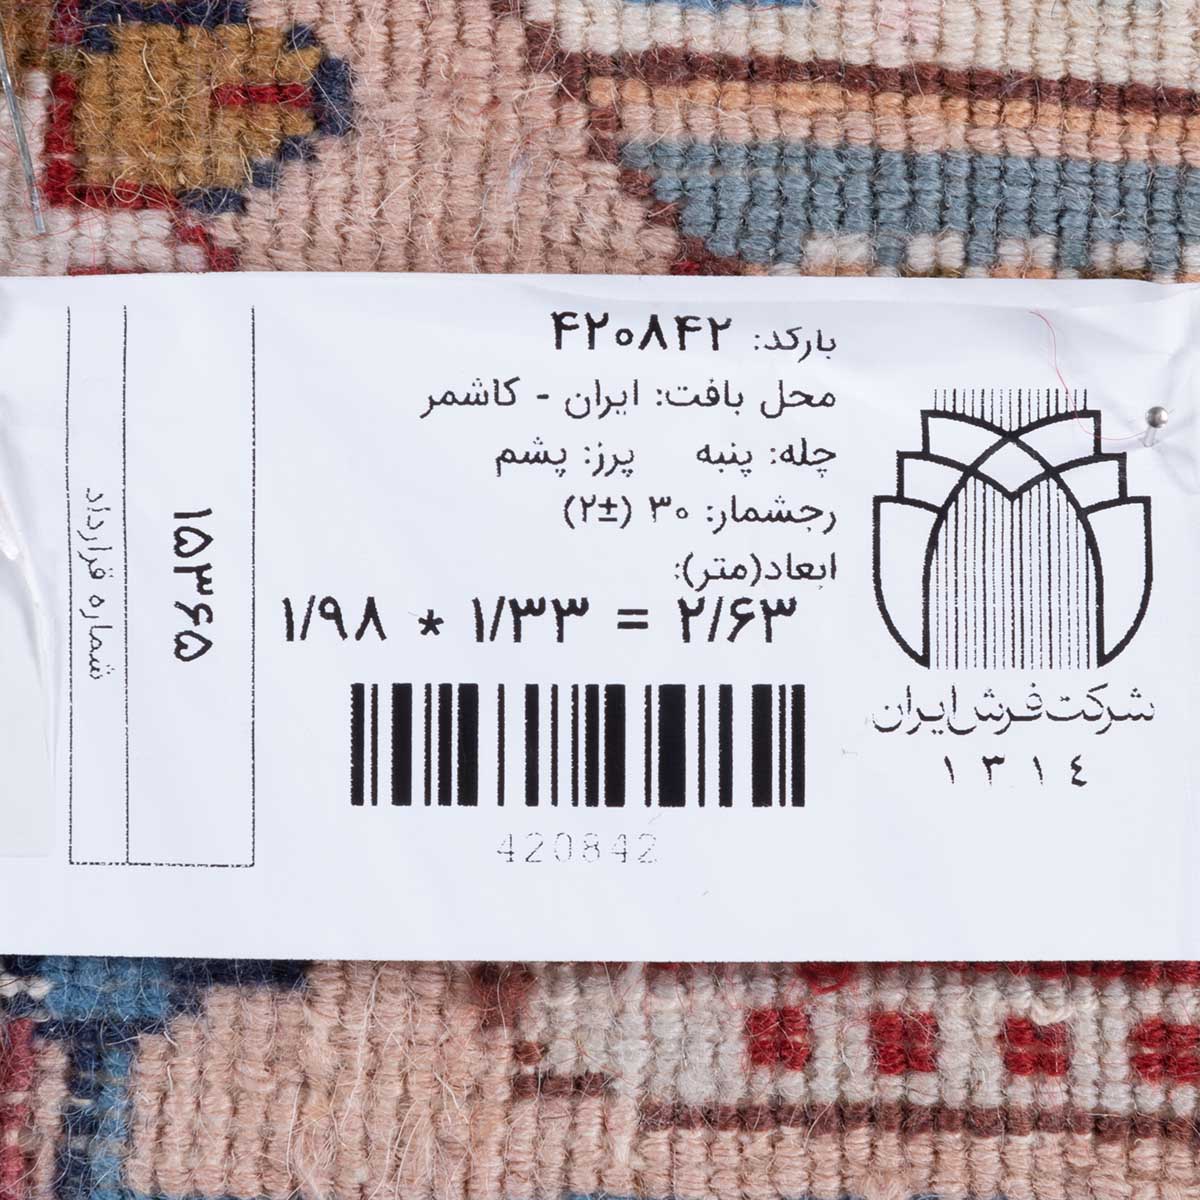 بارکد: ۴۲۰۸۴۲
محل بافت: ایران - کاشمر
چله: پنبه پرز: پشم
رجشمار: ۳۰ (±۲)
ابعاد(متر):
۱/۹۸ * ۱/۳۳ = ۲/۶۳
420842
شرکت فرش ایران
١٣١٤
شماره قرارداد
۱۵۳۶۵